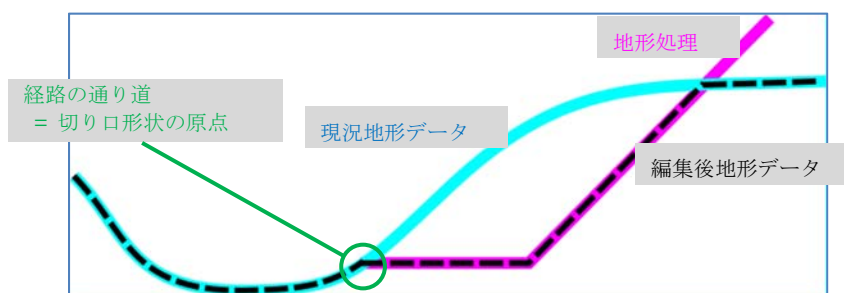 地形処理
経路の通り道
= 切り口形状の原点
現況地形データ
編集後地形データ